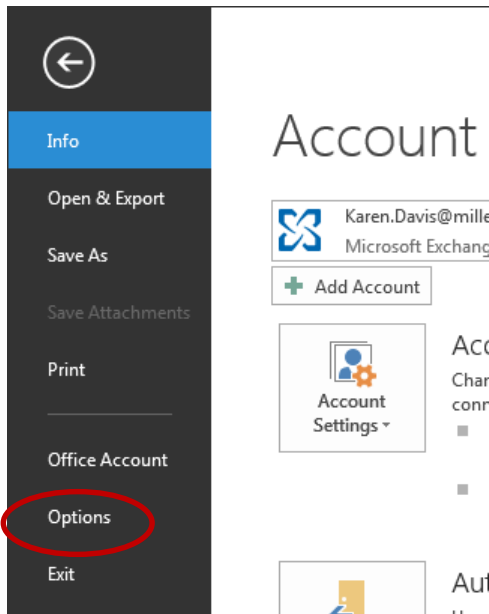 Info
Open & Export
Save As
Save Attachments
Print
Office Account
Options
Exit
Account
Karen.Davis@mille
Microsoft Exchang
Add Account
Account
Settings
Acc
Char
conn
Aut